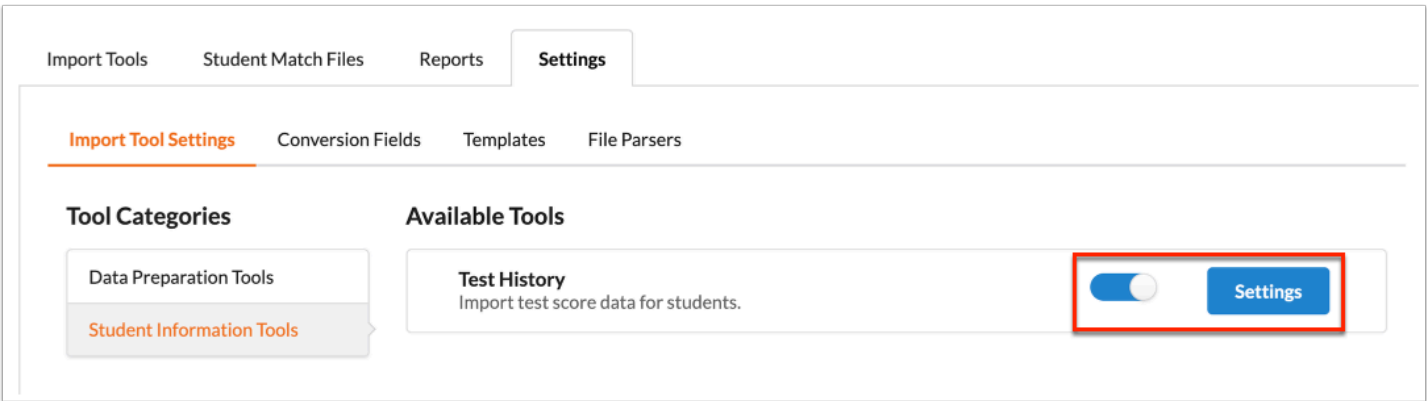 Import Tools Student Match Files Reports Settings
Import Tool Settings Conversion Fields Templates File Parsers
Tool Categories
Data Preparation Tools
Student Information Tools
Available Tools
Test History
Import test score data for students.
Settings